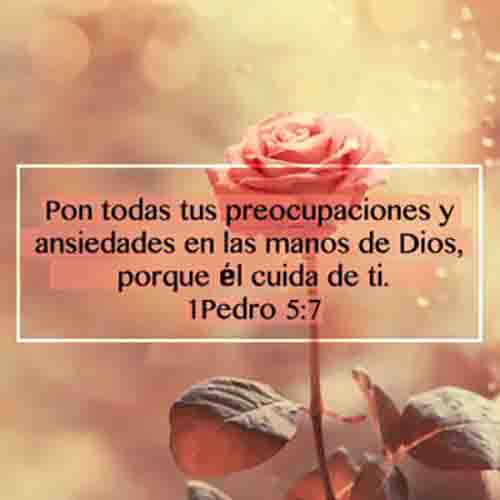 Pon todas tus preocupaciones y
ansiedades en las manos de Dios,
porque él cuida de ti.
1Pedro 5:7